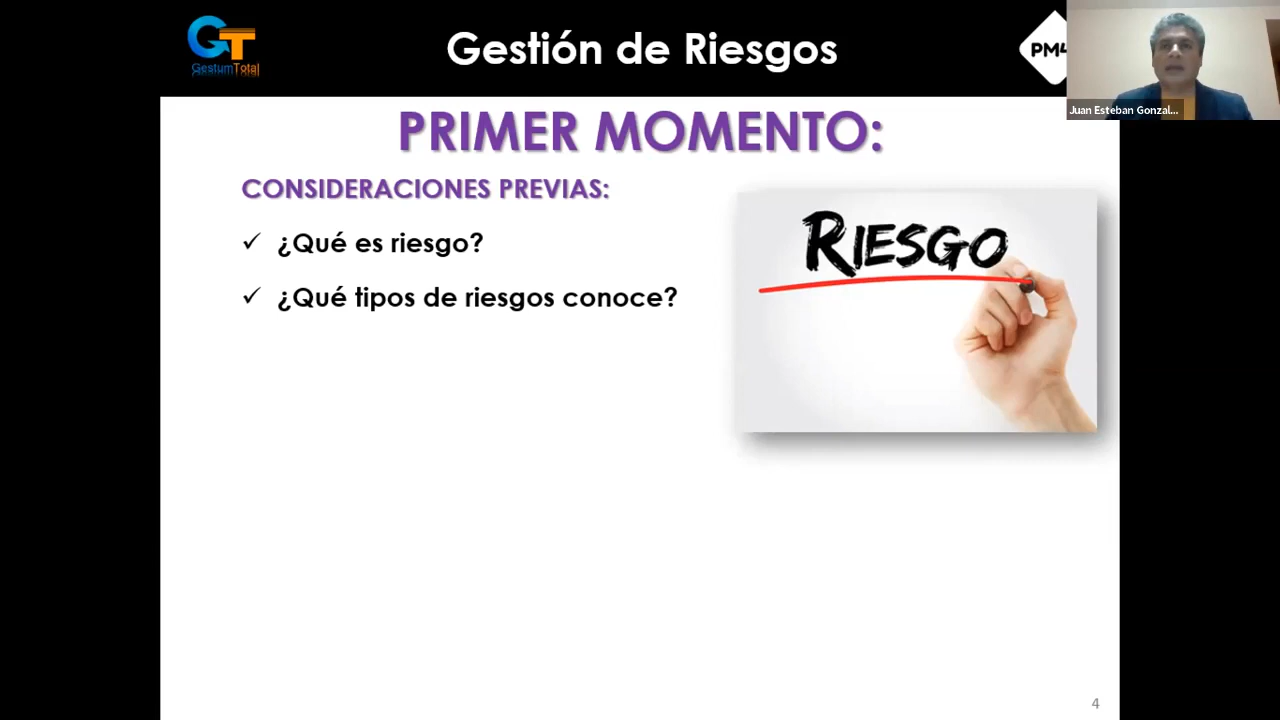 GT
GestumTotal
Gestión de Riesgos
PM4
Juan Esteban Gonzal...
PRIMER MOMENTO:
CONSIDERACIONES PREVIAS:
✓ ¿Qué es riesgo?
✓ ¿Qué tipos de riesgos conoce?
RIESGO
4